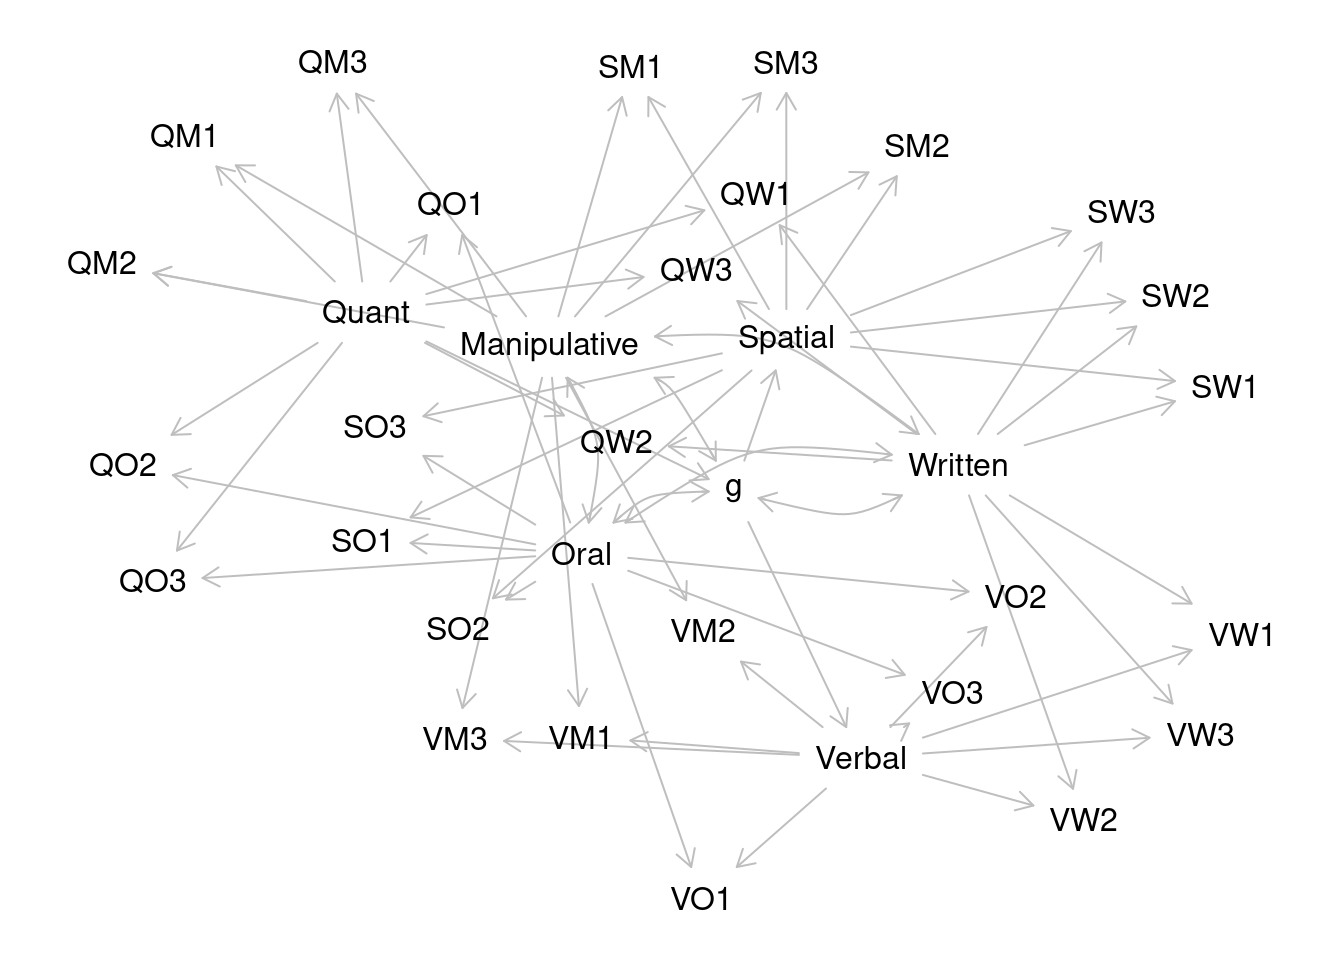 QM3
SM1
SM3
QM1
SM2
QW1
QO1
SW3
QM2
QW3
SW2
Quant
Spatial
Manipulative
SW1
SO3
QW2
QO2
Written
g
SO1
Oral
QO3
VO2
SO2
VM2
VW1
VO3
VM3
VM1
VW3
Verbal
VW2
VO1